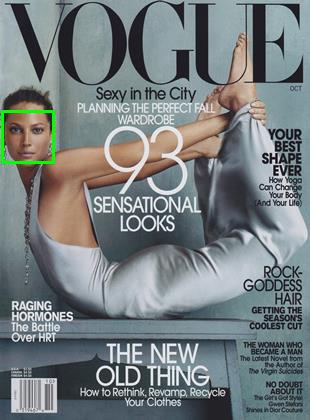 VOGUE
OCT
Sexy in the City
PLANNING THE PERFECT FALL
WARDROBE
93
SENSATIONAL
LOOKS
YOUR
BEST
SHAPE
EVER
How Yoga
Can Change
Your Body
(And Your Life)
ROCK-
GODDESS
HAIR
GETTING THE
SEASON'S
COOLEST CUT
RAGING
HORMONES
The Battle
Over HRT
THE WOMAN WHO
BECAME A MAN
The Latest Novel from
the Author of
The Virgin Suicides
THE NEW
OLD THING
How to Rethink, Revamp, Recycle
Your Clothes
NO DOUBT
ABOUT IT
The Girl's Got Style!
Gwen Stefani
Shines in Dior Couture